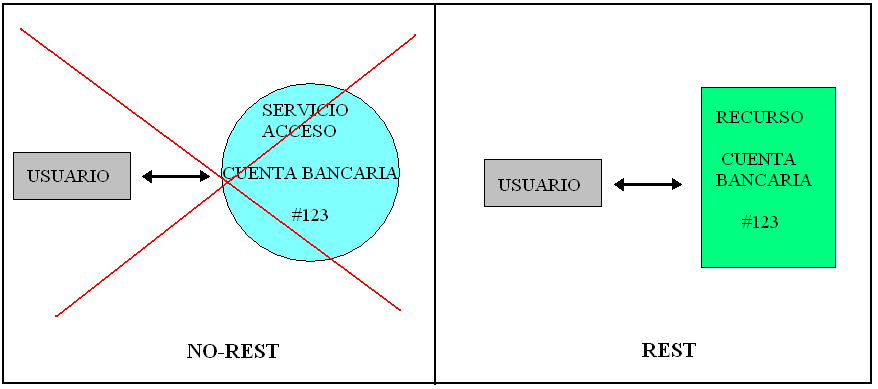 USUARIO
SERVICIO
ACCESO
CUENTA BANCARIA
#123
NO-REST
USUARIO
RECURSO
CUENTA
BANCARIA
#123
REST